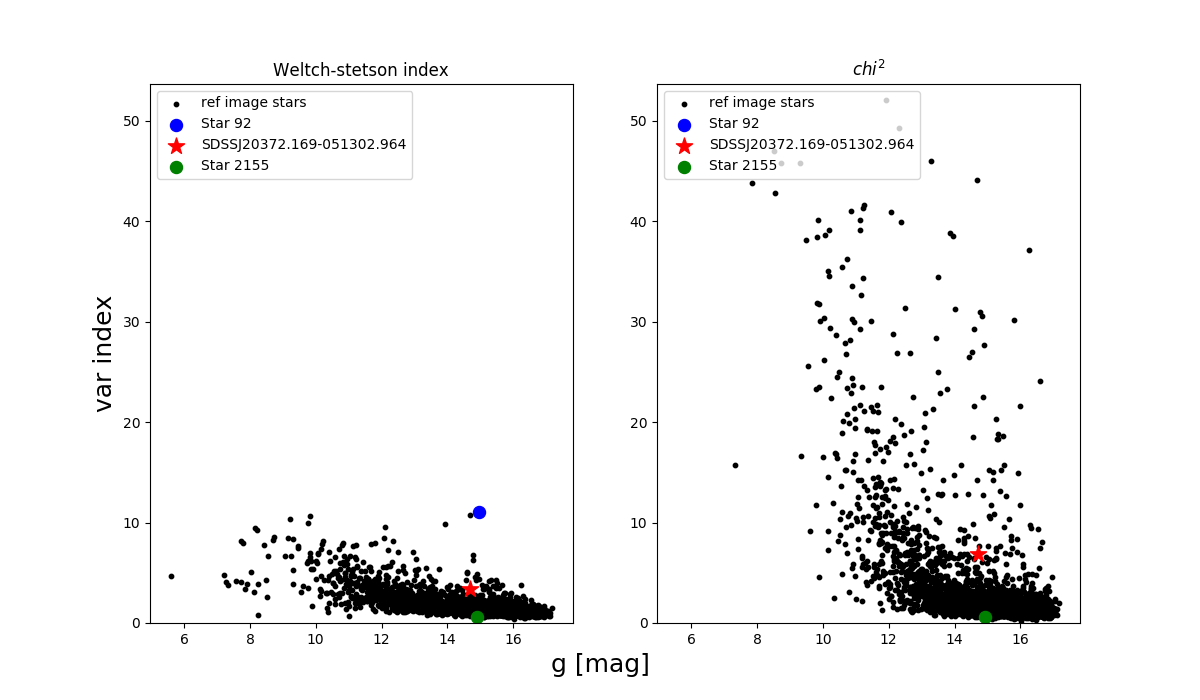 Weltch-stetson index
chi²
ref image stars
Star 92
SDSSJ20372.169-051302.964
Star 2155
ref image stars
Star 92
SDSSJ20372.169-051302.964
Star 2155
var index
50
40
30
20
10
0
6 8 10 12 14 16
50
40
30
20
10
0
6 8 10 12 14 16
g [mag]